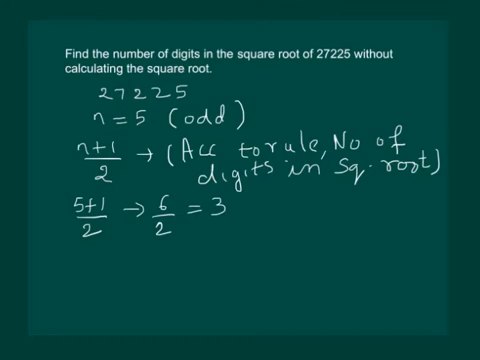 Find the number of digits in the square root of 27225 without
calculating the square root.
27225
n = 5 (odd)
n+1/2 → (Acc to rule, No of
digits in Sq. root)
5+1/2 → 6/2 = 3